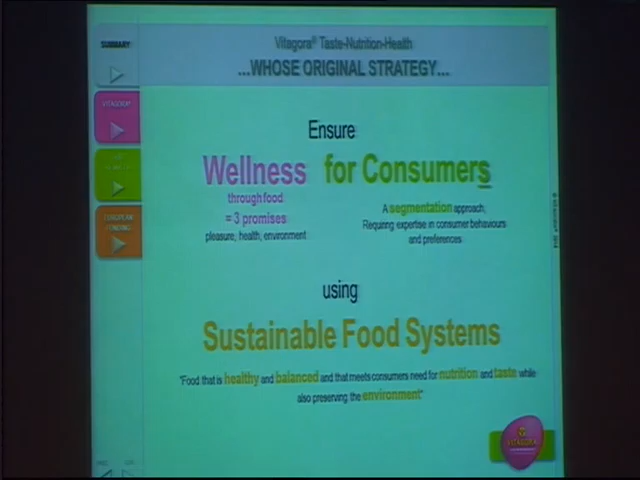 SUMMARY
Vitagora® Taste-Nutrition-Health
...WHOSE ORIGINAL STRATEGY...
VITAGORA?
EUROPEAN
FUNDING
Ensure
Wellness for Consumers
through food
= 3 promises
pleasure, health, environment
A segmentation approach,
Requiring expertise in consumer behaviours
and preferences
using
Sustainable Food Systems
"Food that is healthy and balanced and that meets consumers need for nutrition and taste while
also preserving the environment"
VITAGORA